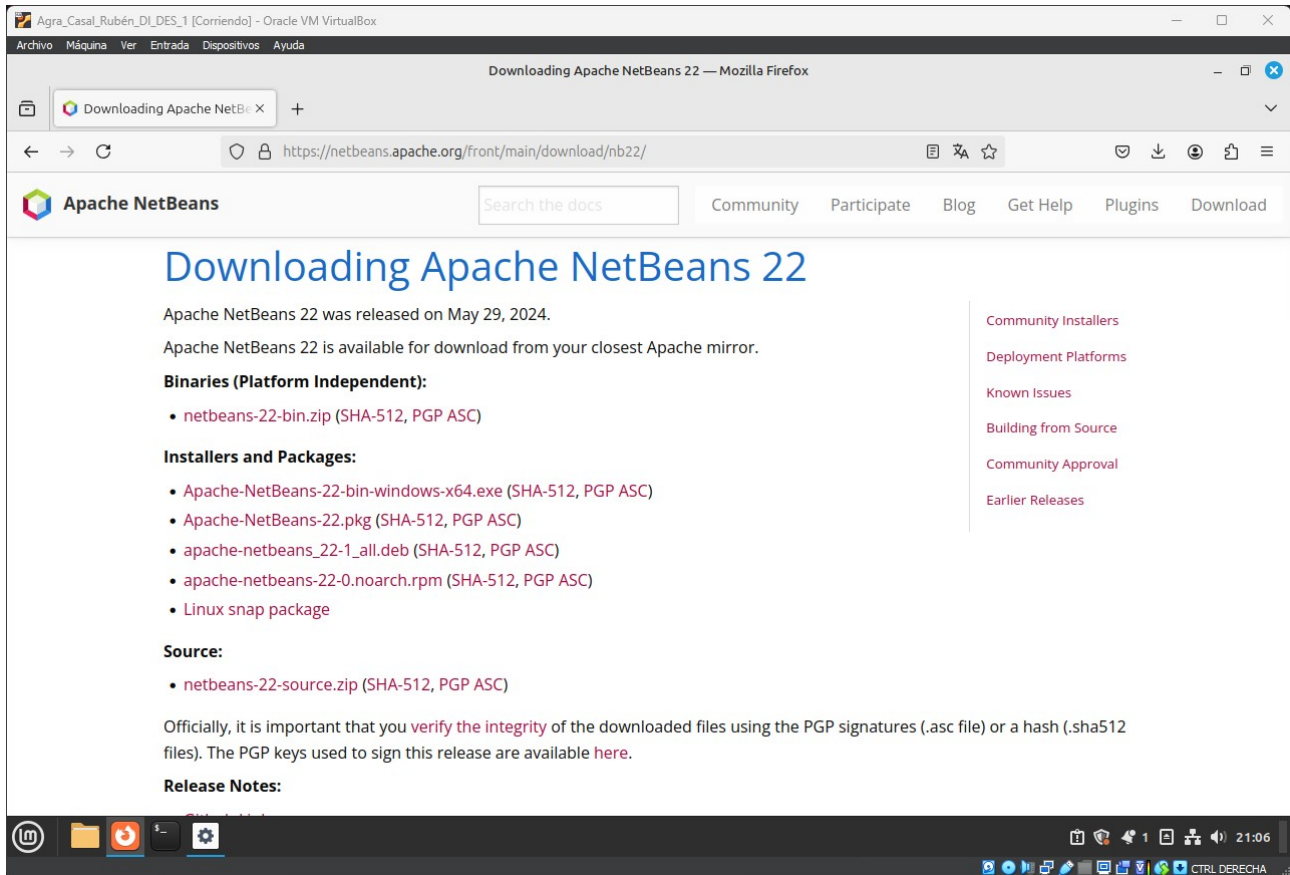 Agra_Casal_Rubén_DI_DES_1 [Corriendo] - Oracle VM VirtualBox
Archivo Máquina Ver Entrada Dispositivos Ayuda
Downloading Apache NetBeans 22 — Mozilla Firefox
Downloading Apache NetBe
https://netbeans.apache.org/front/main/download/nb22/
Apache NetBeans
Search the docs
Community Participate Blog Get Help Plugins Download
Downloading Apache NetBeans 22
Apache NetBeans 22 was released on May 29, 2024.
Apache NetBeans 22 is available for download from your closest Apache mirror.
Binaries (Platform Independent):
• netbeans-22-bin.zip (SHA-512, PGP ASC)
Installers and Packages:
• Apache-NetBeans-22-bin-windows-x64.exe (SHA-512, PGP ASC)
• Apache-NetBeans-22.pkg (SHA-512, PGP ASC)
• apache-netbeans_22-1_all.deb (SHA-512, PGP ASC)
• apache-netbeans-22-0.noarch.rpm (SHA-512, PGP ASC)
• Linux snap package
Source:
• netbeans-22-source.zip (SHA-512, PGP ASC)
Officially, it is important that you verify the integrity of the downloaded files using the PGP signatures (.asc file) or a hash (.sha512
files). The PGP keys used to sign this release are available here.
Release Notes:
Community Installers
Deployment Platforms
Known Issues
Building from Source
Community Approval
Earlier Releases
1
21:06
CTRL DERECHA